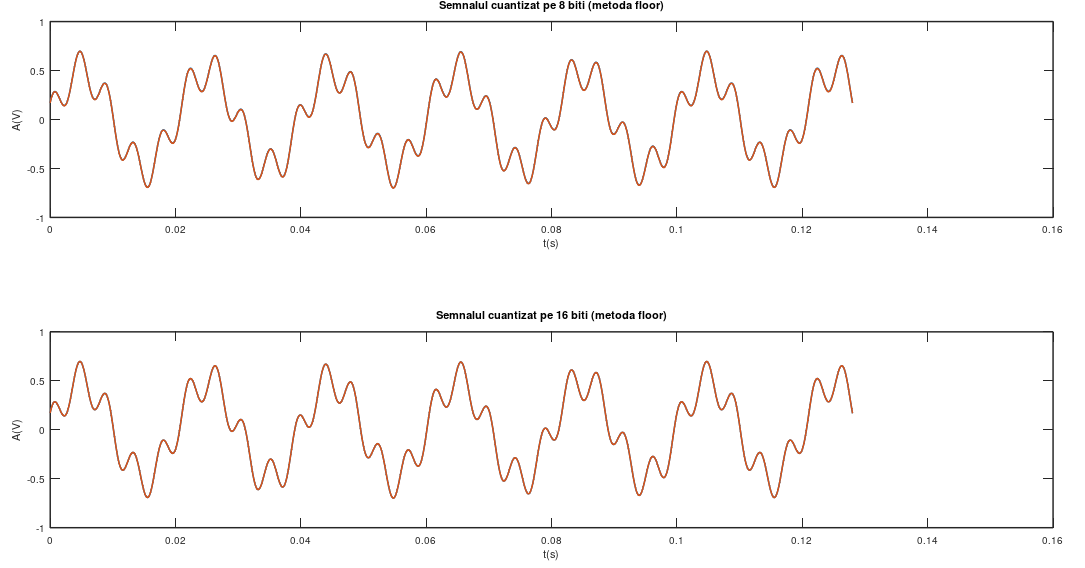 Semnalul cuantizat pe 8 biti (metoda floor)
1
0.5
0
-0.5
-1
A(V)
0 0.02 0.04 0.06 0.08 0.1 0.12 0.14 0.16
t(s)
Semnalul cuantizat pe 16 biti (metoda floor)
1
0.5
0
-0.5
-1
A(V)
0 0.02 0.04 0.06 0.08 0.1 0.12 0.14 0.16
t(s)